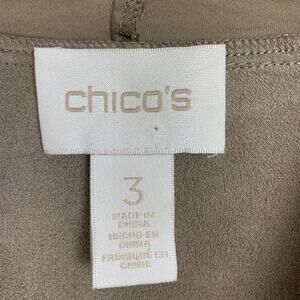 chico's
3
MADE IN
CHINA
HECHO EN
CHINA
FABRIQUÉ EN
CHINE